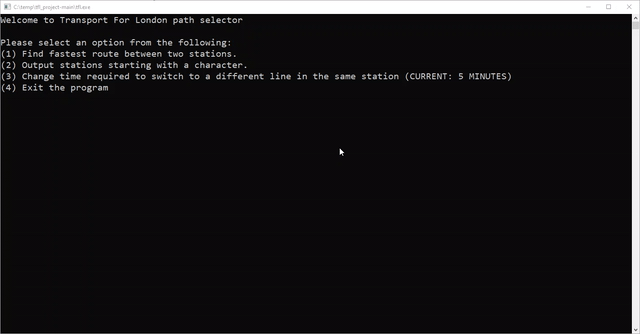 C:\temp\tfl_project-main\tfl.exe
Welcome to Transport For London path selector
Please select an option from the following:
(1) Find fastest route between two stations.
(2) Output stations starting with a character.
(3) Change time required to switch to a different line in the same station (CURRENT: 5 MINUTES)
(4) Exit the program